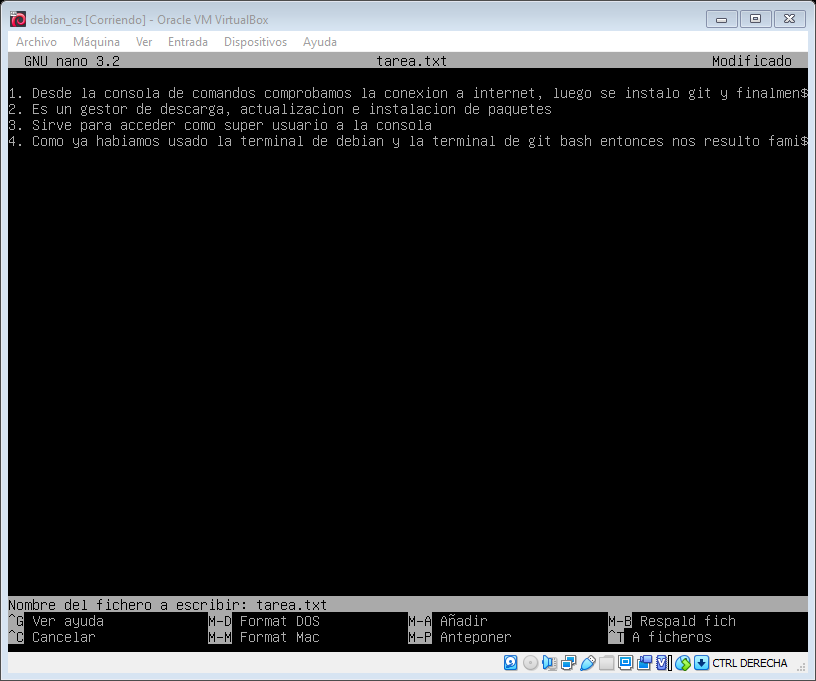 debian_cs [Corriendo] - Oracle VM VirtualBox
Archivo Máquina Ver Entrada Dispositivos Ayuda
GNU nano 3.2 tarea.txt Modificado
1. Desde la consola de comandos comprobamos la conexion a internet, luego se instalo git y finalmen$
2. Es un gestor de descarga, actualizacion e instalacion de paquetes
3. Sirve para acceder como super usuario a la consola
4. Como ya habiamos usado la terminal de debian y la terminal de git bash entonces nos resulto fami$
Nombre del fichero a escribir: tarea.txt
^G Ver ayuda M-D Format DOS M-A Añadir M-B Respald fich
^C Cancelar M-M Format Mac M-P Anteponer ^T A ficheros
CTRL DERECHA